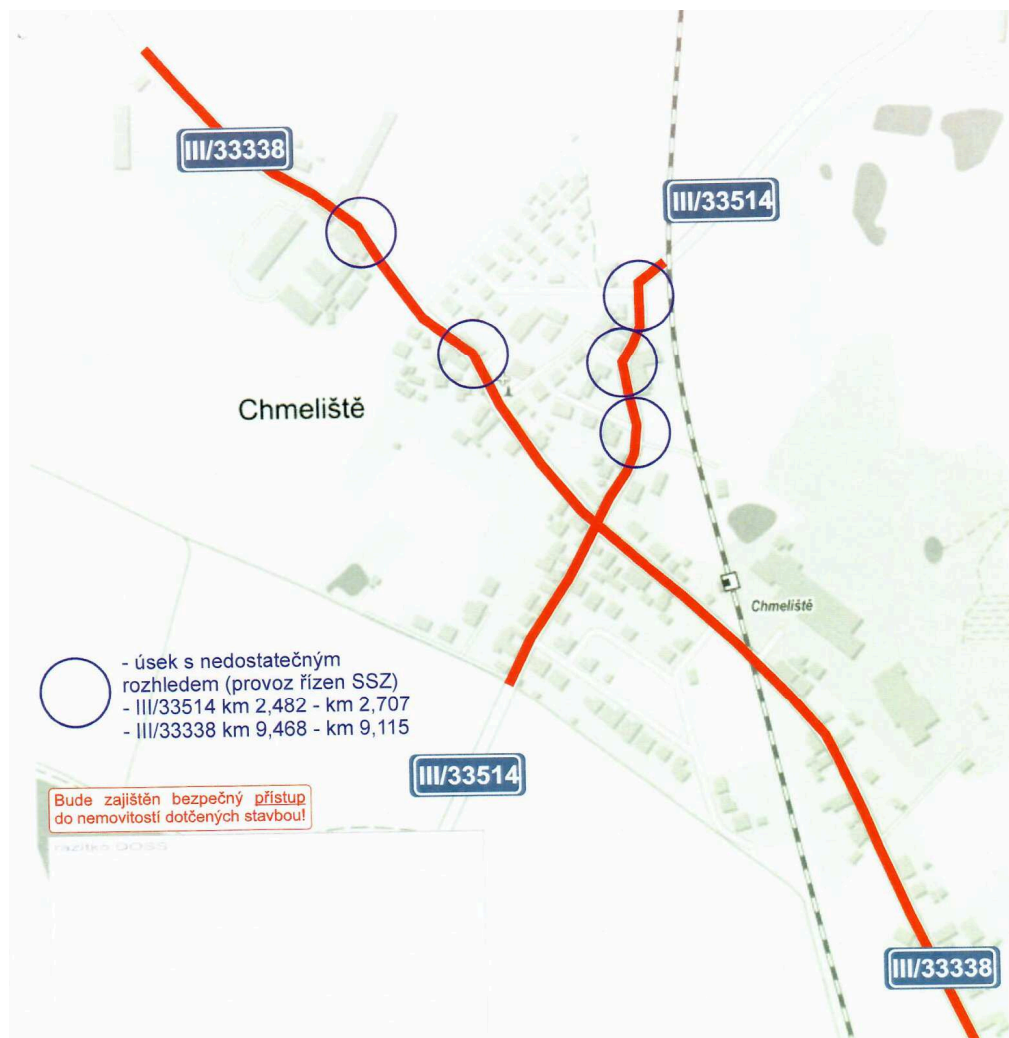 III/33338
III/33514
Chmeliště
Chmeliště
- úsek s nedostatečným
rozhledem (provoz řízen SSZ)
- III/33514 km 2,482 - km 2,707
- III/33338 km 9,468 - km 9,115
III/33514
Bude zajištěn bezpečný přístup
do nemovitostí dotčených stavbou!
razítko DOSS
III/33338